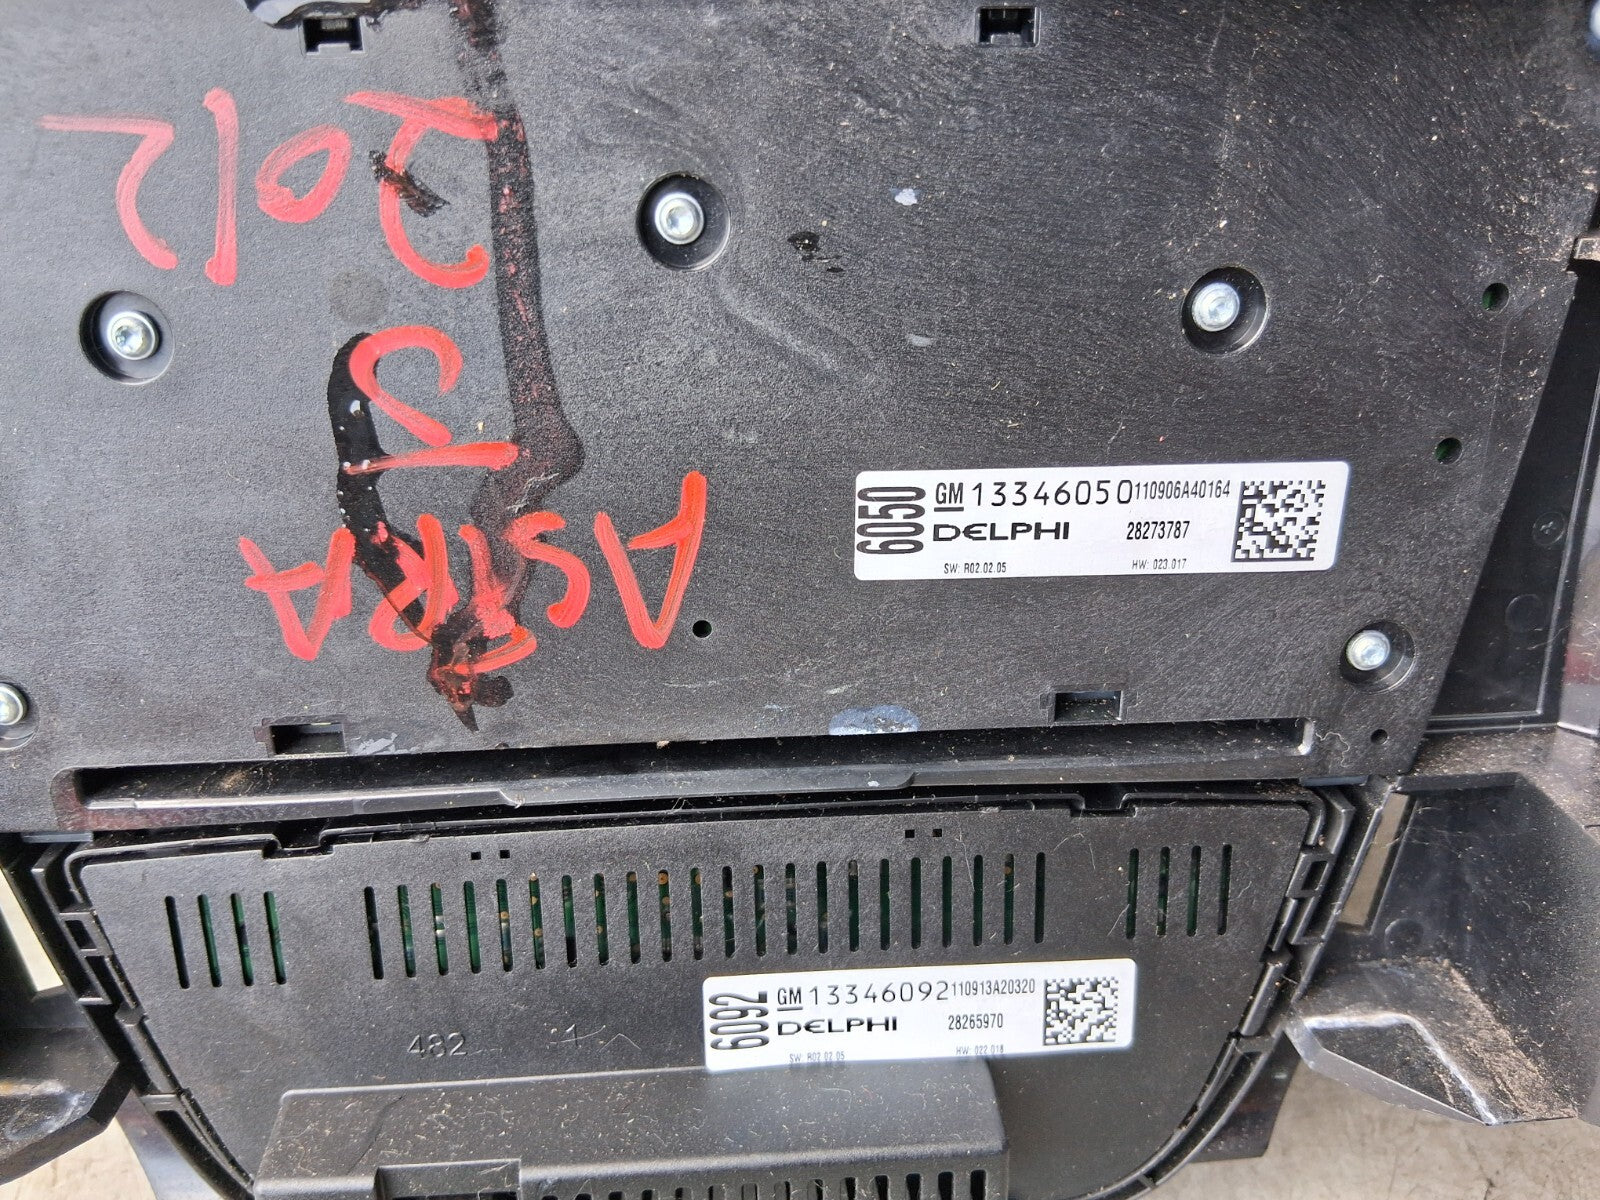 ASTRA J
2012
6050
GM 13346050 110906A40164
DELPHI 28273787
SW: R02.02.05 HW: 023.017
6092
GM 13346092 110913A20320
DELPHI 28265970
SW: R02.02.05 HW: 022.018
482